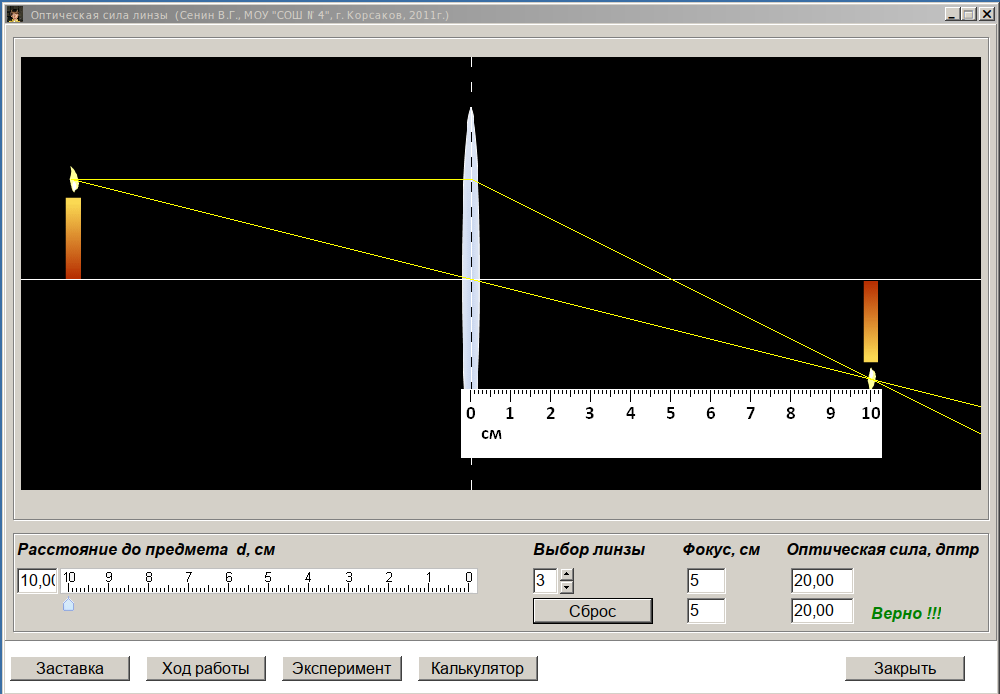 Оптическая сила линзы (Сенин В.Г., МОУ "СОШ № 4", г. Корсаков, 2011г.)
0 1 2 3 4 5 6 7 8 9 10
см
Расстояние до предмета d, см
Выбор линзы
Фокус, см
Оптическая сила, дптр
10,00
10 9 8 7 6 5 4 3 2 1 0
3
5
20,00
Сброс
5
20,00
Верно !!!
Заставка
Ход работы
Эксперимент
Калькулятор
Закрыть